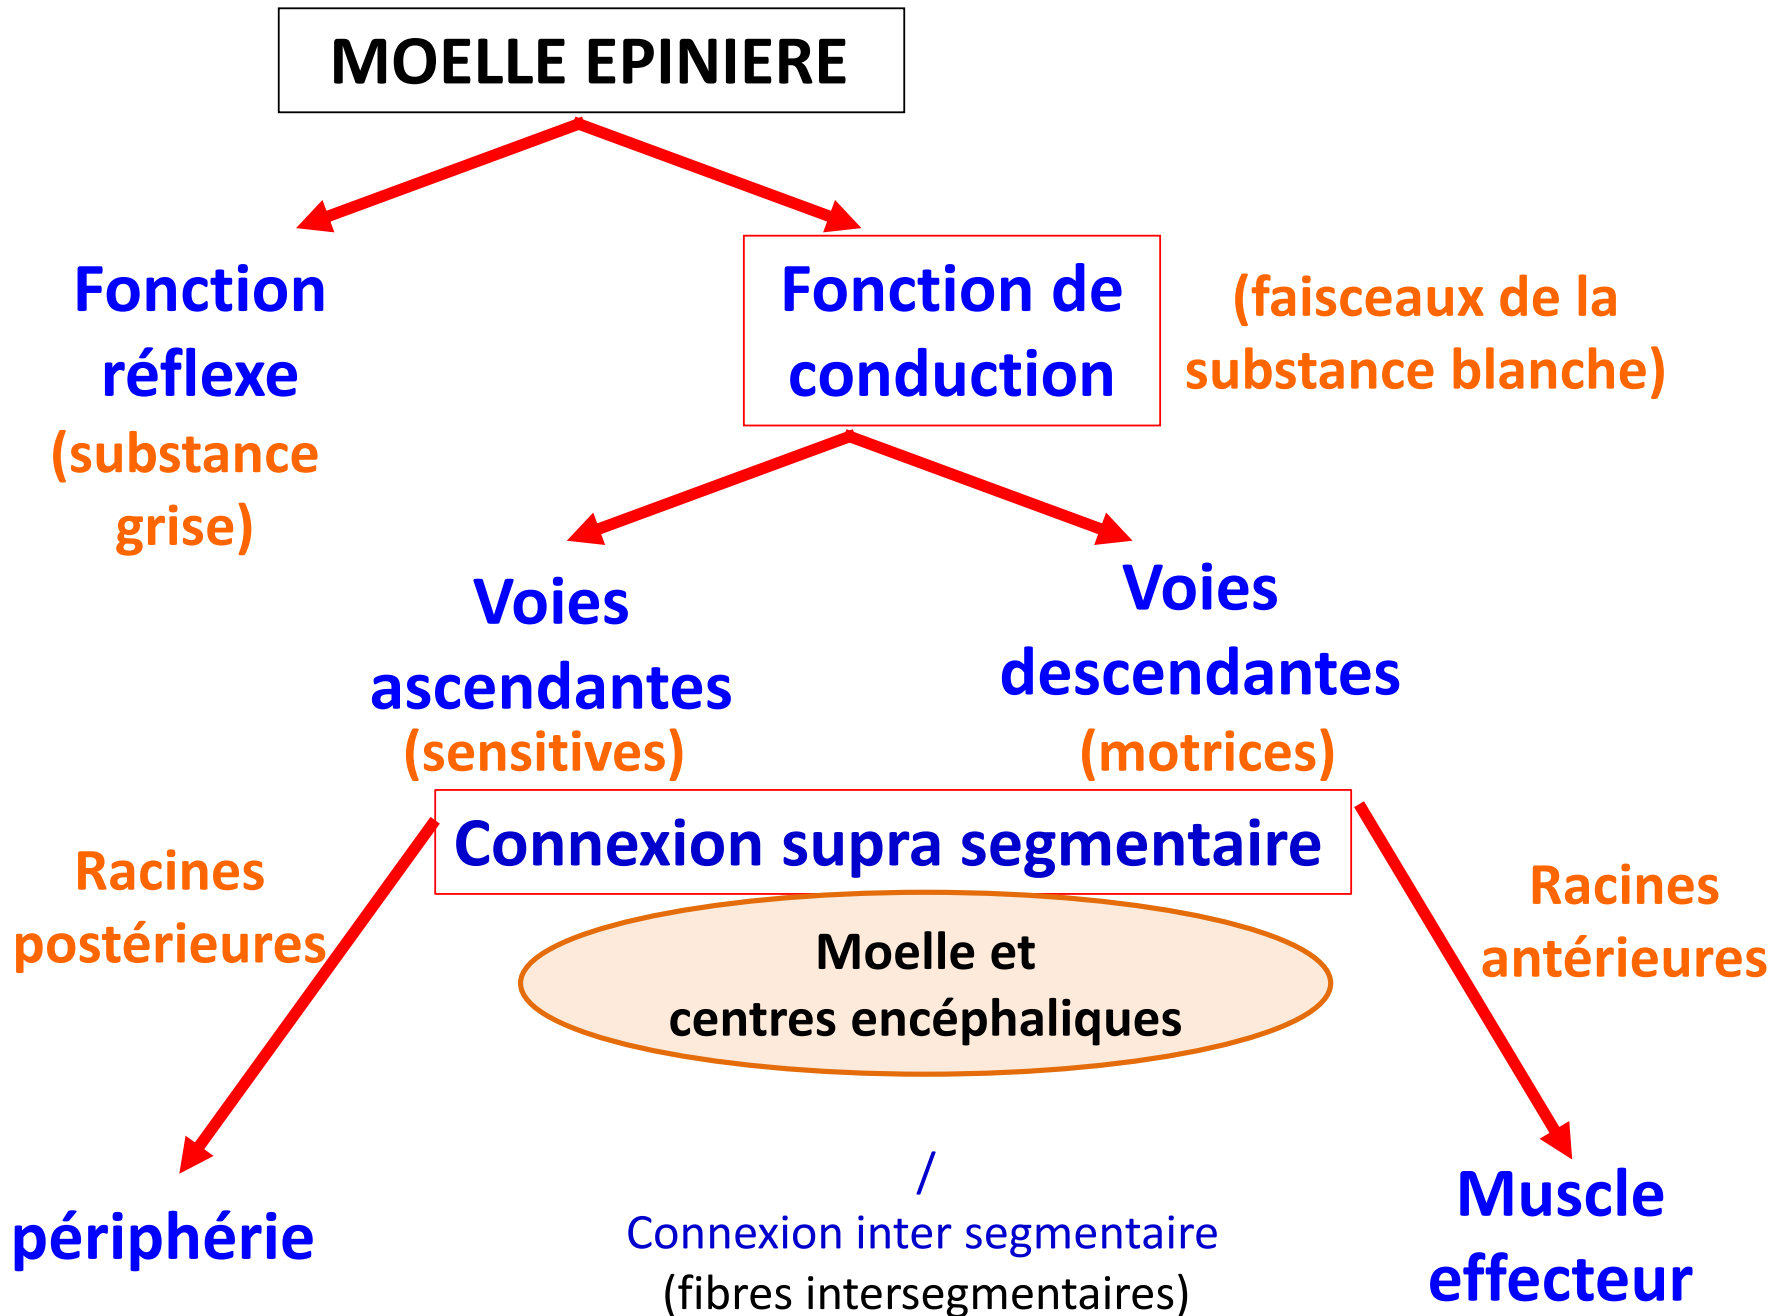 MOELLE EPINIERE
Fonction
réflexe
(substance
grise)
Fonction de
conduction
(faisceaux de la
substance blanche)
Voies
ascendantes
(sensitives)
Voies
descendantes
(motrices)
Connexion supra segmentaire
Racines
postérieures
Moelle et
centres encéphaliques
Racines
antérieures
périphérie
/
Connexion inter segmentaire
(fibres intersegmentaires)
Muscle
effecteur